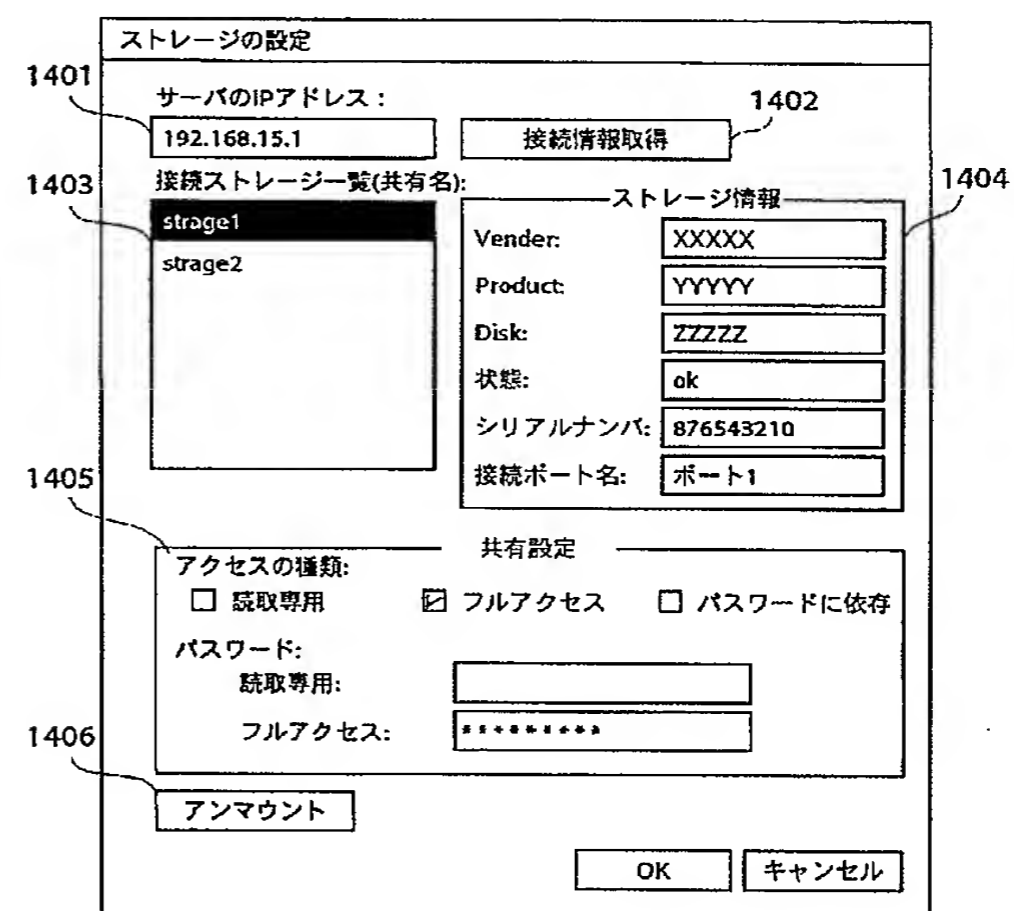 ストレージの設定
1401
サーバのIPアドレス：
1402
192.168.15.1
接続情報取得
1403
接続ストレージ一覧(共有名):
1404
ストレージ情報
strage1
strage2
Vender: XXXXX
Product: YYYYY
Disk: ZZZZZ
状態: ok
シリアルナンバ: 876543210
接続ポート名: ポート1
1405
共有設定
アクセスの種類:
読取専用 フルアクセス パスワードに依存
パスワード:
読取専用:
フルアクセス: *********
1406
アンマウント
OK キャンセル